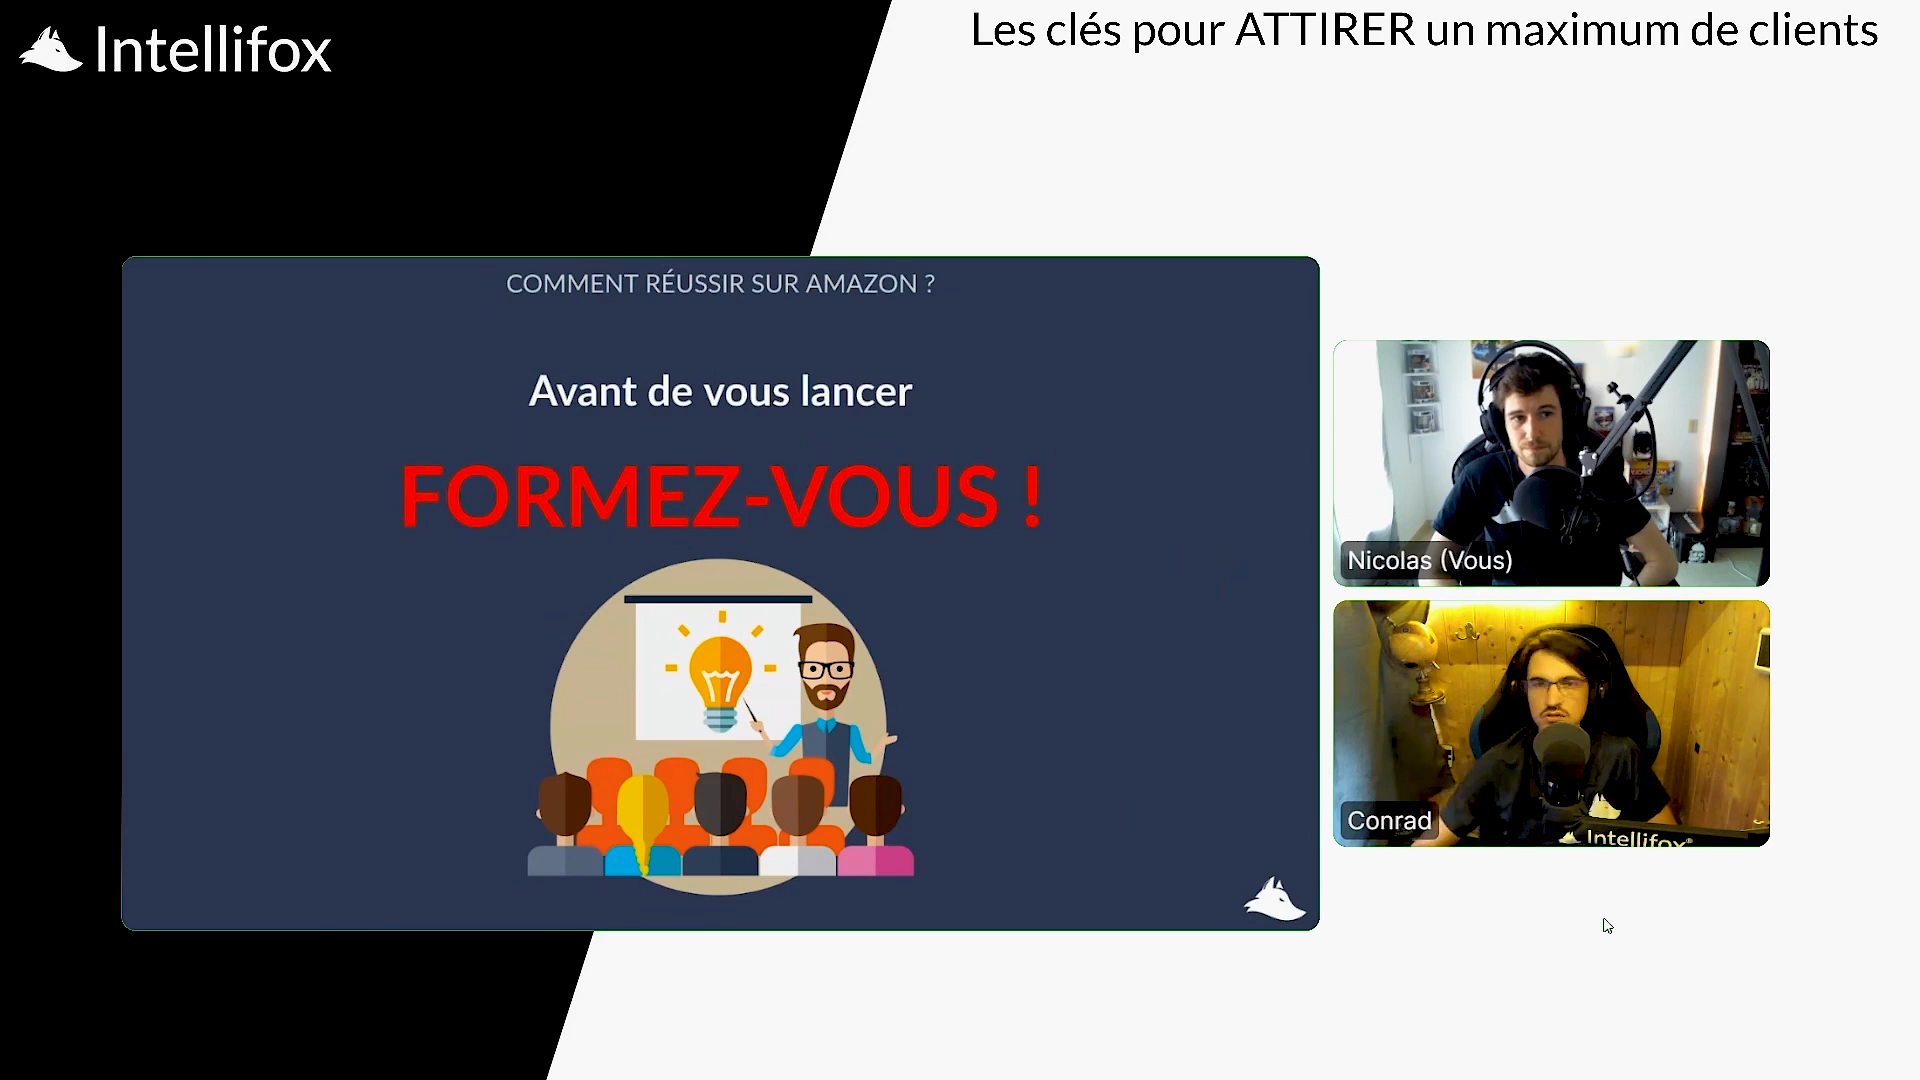 Intellifox
Les clés pour ATTIRER un maximum de clients
COMMENT RÉUSSIR SUR AMAZON ?
Avant de vous lancer
FORMEZ-VOUS !
Nicolas (Vous)
Conrad
Intellifox®